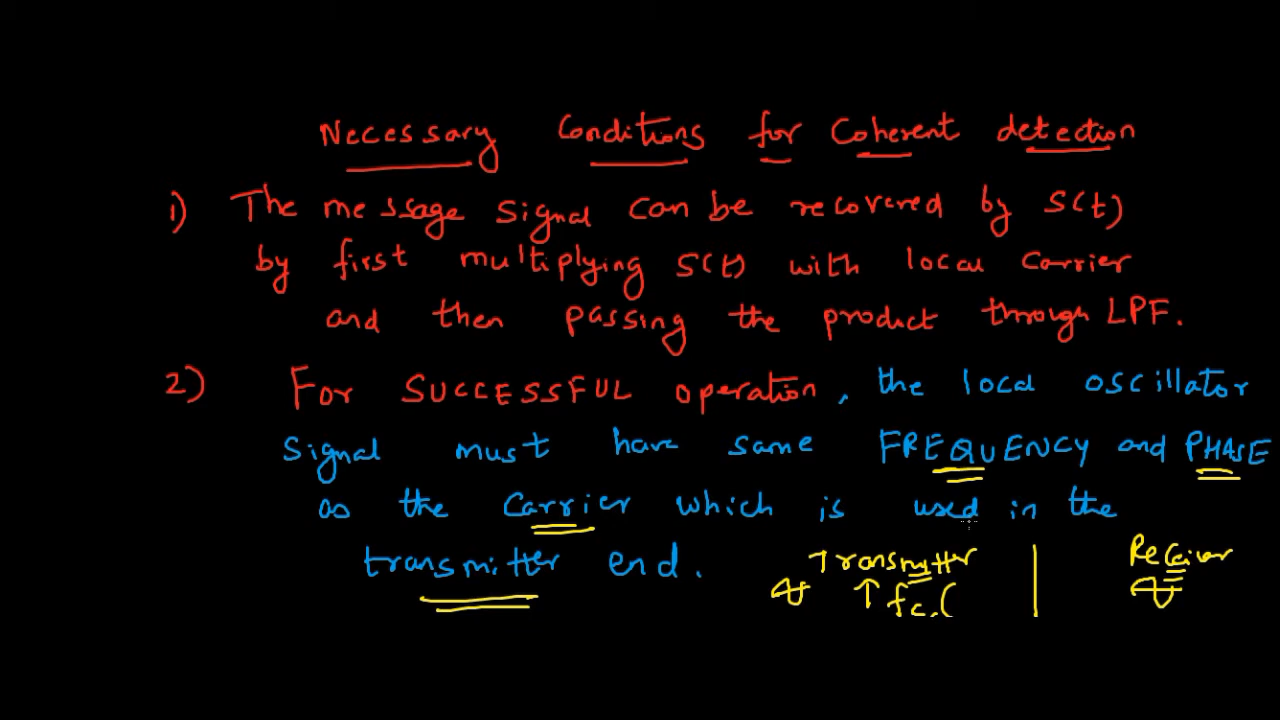 Necessary Conditions for Coherent detection
1) The message signal can be recovered by S(t)
by first multiplying S(t) with local carrier
and then passing the product through LPF.
2) For SUCCESSFUL operation, the local oscillator
signal must have same FREQUENCY and PHASE
as the carrier which is used in the
transmitter end.
Transmitter | Receiver
↑ fc,(